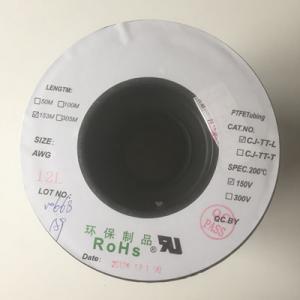 LENGTM:
50M 100M
153M 305M
SIZE:
AWG
12L
LOT NO:
PTFETubing
CAT.NO:
CJ-TT-L
CJ-TT-T
SPEC.200℃
150V
300V
QC.BY
PASS
环保制品
RoHs
Date: